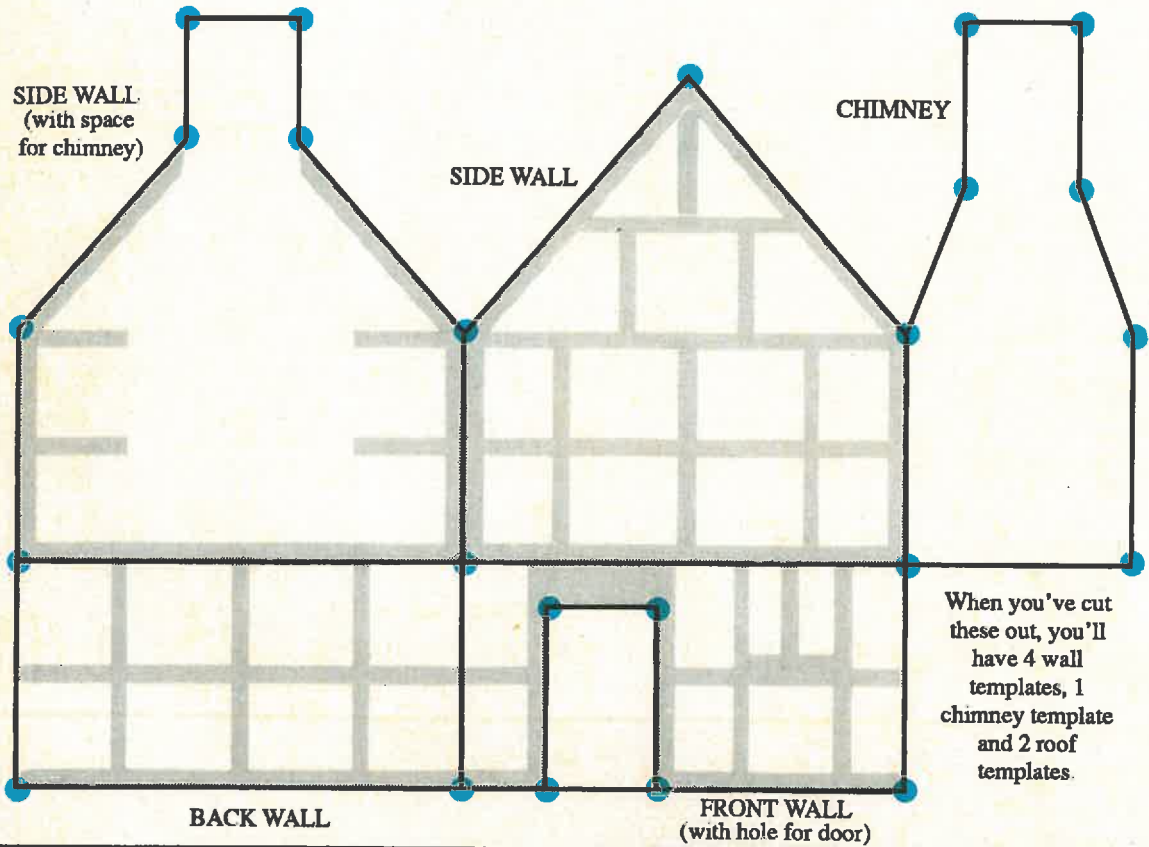 SIDE WALL
(with space
for chimney)
SIDE WALL
CHIMNEY
When you've cut
these out, you'll
have 4 wall
templates, 1
chimney template
and 2 roof
templates.
BACK WALL
FRONT WALL
(with hole for door)